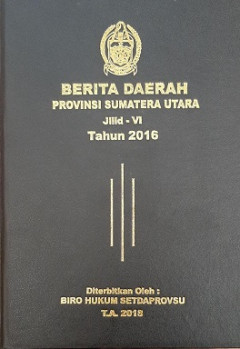 BERITA DAERAH
PROVINSI SUMATERA UTARA
Jilid - VI
Tahun 2016
Diterbitkan Oleh :
BIRO HUKUM SETDAPROVSU
T.A. 2018